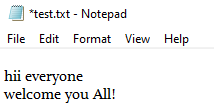 *test.txt - Notepad
File Edit Format View Help
hii everyone
welcome you All!